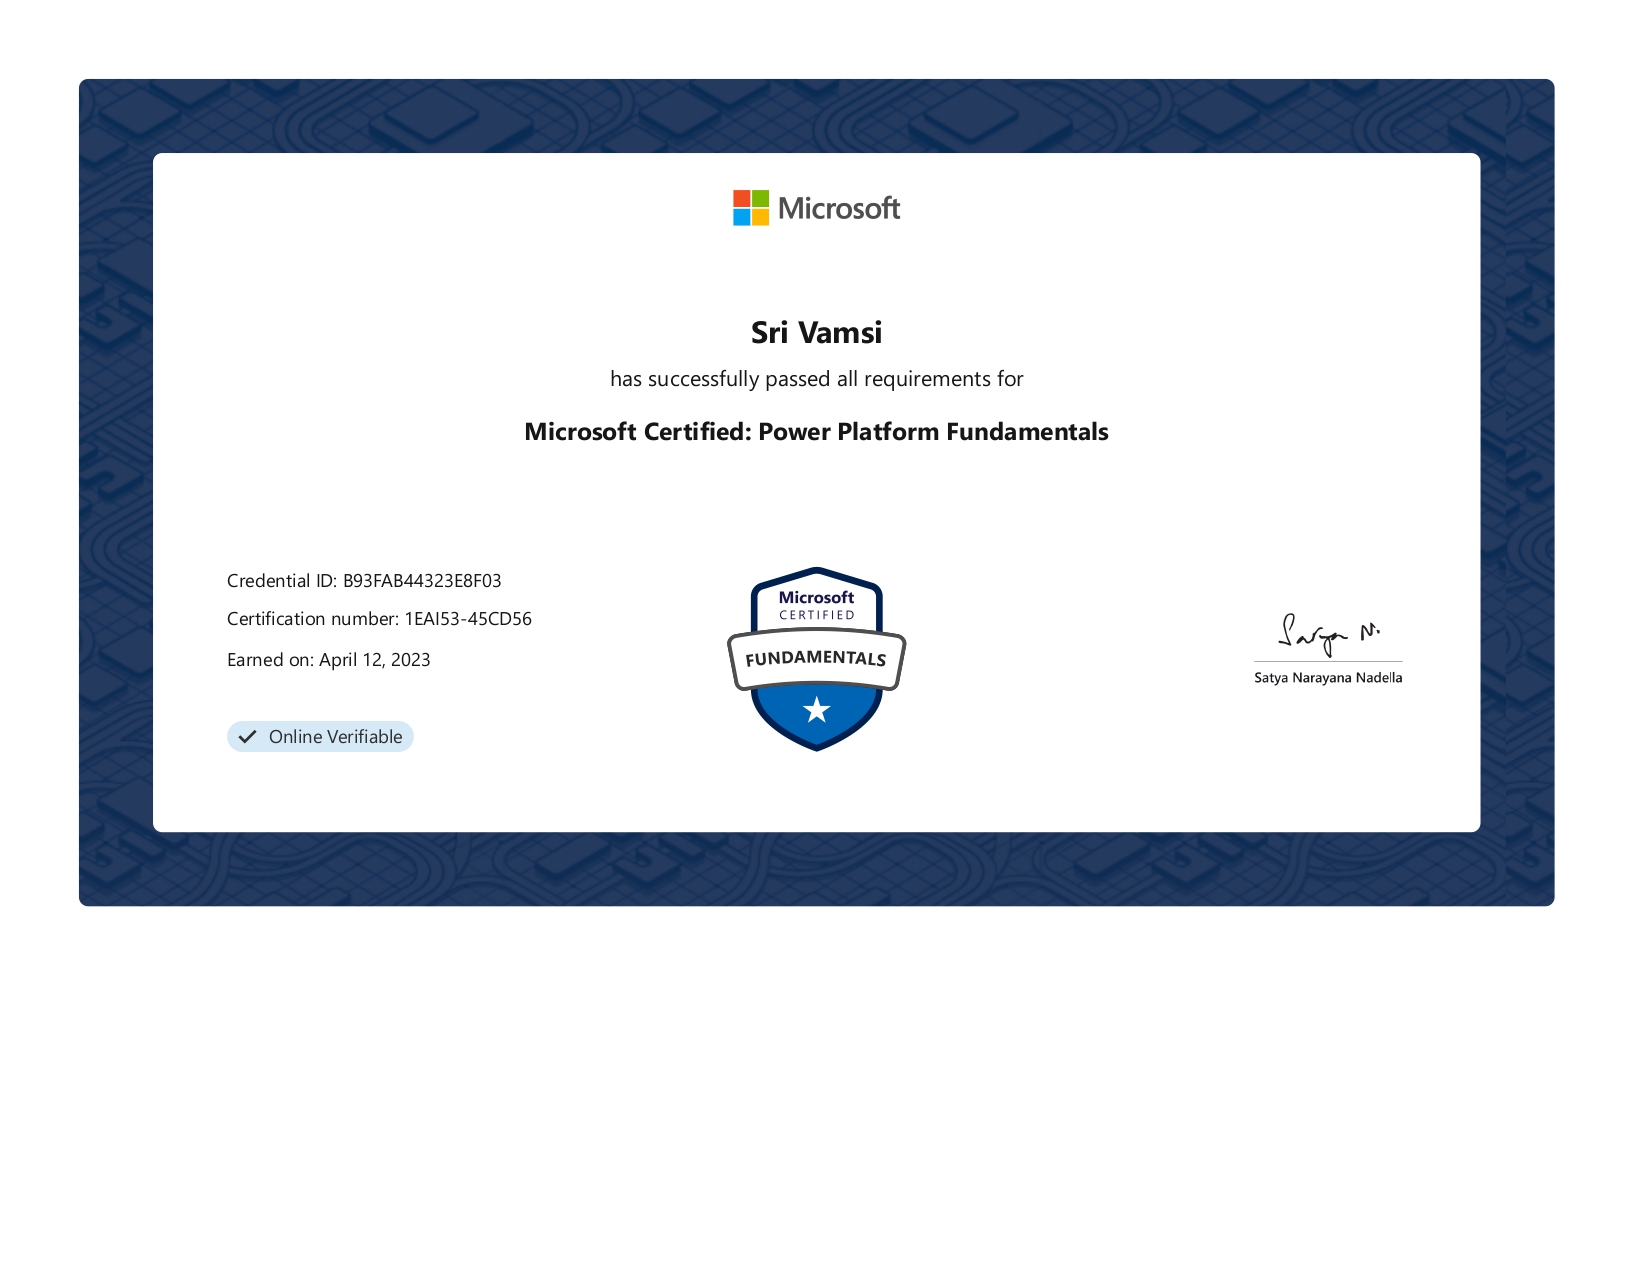 Microsoft
Sri Vamsi
has successfully passed all requirements for
Microsoft Certified: Power Platform Fundamentals
Credential ID: B93FAB44323E8F03
Certification number: 1EAI53-45CD56
Earned on: April 12, 2023
Online Verifiable
Microsoft
CERTIFIED
FUNDAMENTALS
Satya N.
Satya Narayana Nadella